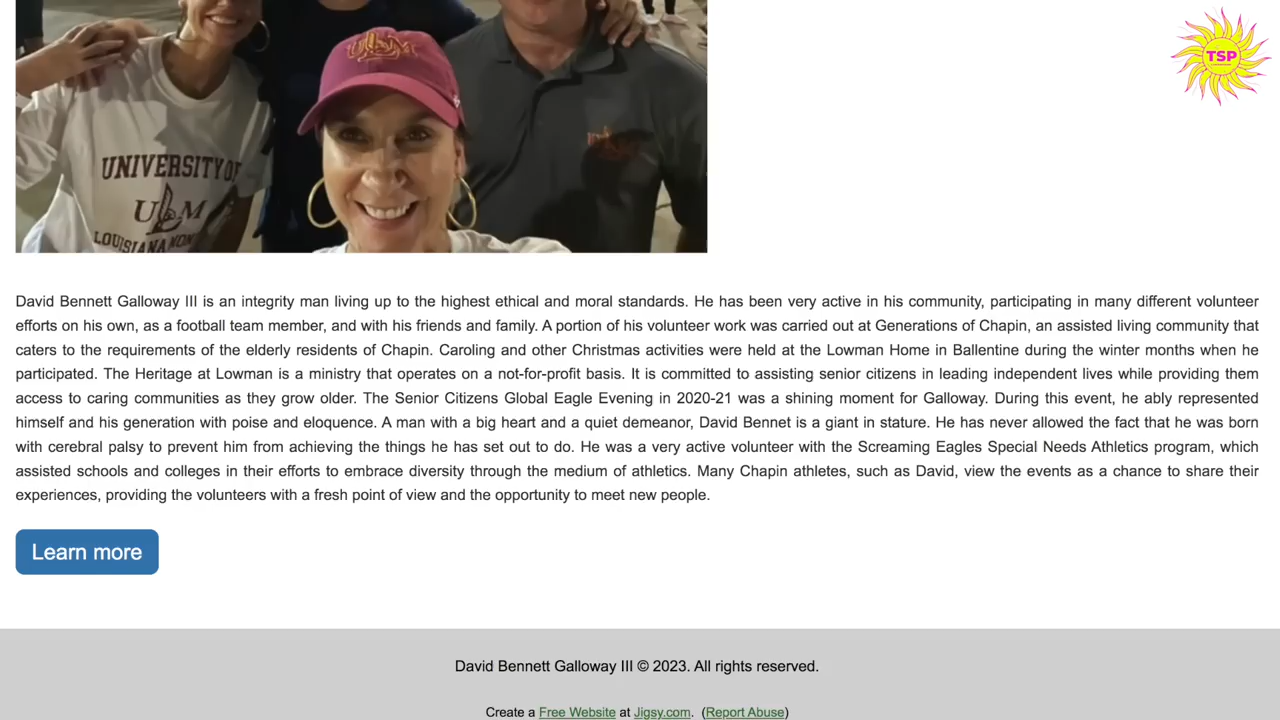 ULM
UNIVERSITY OF
ULM
LOUISIANA MON
TSP
David Bennett Galloway III is an integrity man living up to the highest ethical and moral standards. He has been very active in his community, participating in many different volunteer
efforts on his own, as a football team member, and with his friends and family. A portion of his volunteer work was carried out at Generations of Chapin, an assisted living community that
caters to the requirements of the elderly residents of Chapin. Caroling and other Christmas activities were held at the Lowman Home in Ballentine during the winter months when he
participated. The Heritage at Lowman is a ministry that operates on a not-for-profit basis. It is committed to assisting senior citizens in leading independent lives while providing them
access to caring communities as they grow older. The Senior Citizens Global Eagle Evening in 2020-21 was a shining moment for Galloway. During this event, he ably represented
himself and his generation with poise and eloquence. A man with a big heart and a quiet demeanor, David Bennet is a giant in stature. He has never allowed the fact that he was born
with cerebral palsy to prevent him from achieving the things he has set out to do. He was a very active volunteer with the Screaming Eagles Special Needs Athletics program, which
assisted schools and colleges in their efforts to embrace diversity through the medium of athletics. Many Chapin athletes, such as David, view the events as a chance to share their
experiences, providing the volunteers with a fresh point of view and the opportunity to meet new people.
Learn more
David Bennett Galloway III © 2023. All rights reserved.
Create a Free Website at Jigsy.com. (Report Abuse)